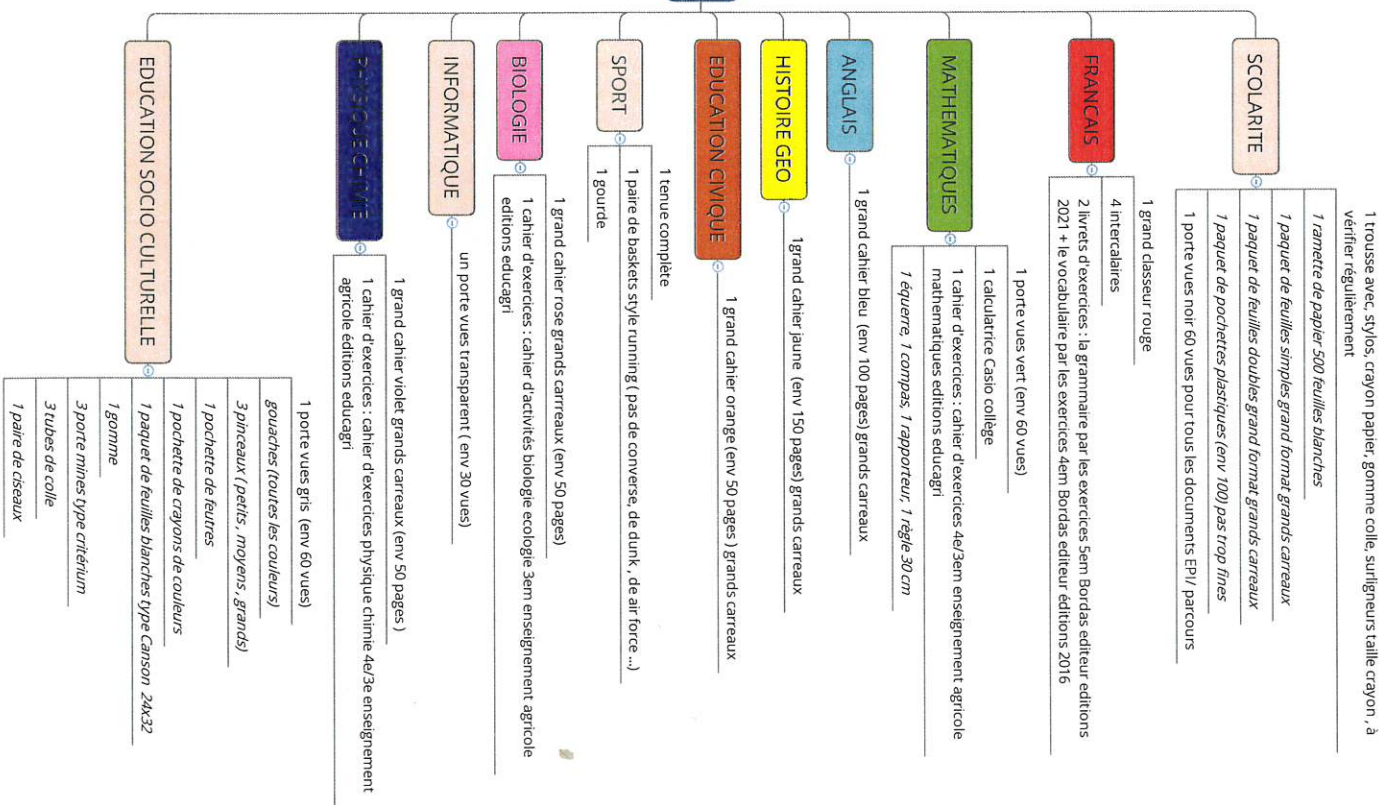 SCOLARITE
1 trousse avec, stylos, crayon papier, gomme colle, surligneurs taille crayon , à
vérifier régulièrement
1 ramette de papier 500 feuilles blanches
1 paquet de feuilles simples grand format grands carreaux
1 paquet de feuilles doubles grand format grands carreaux
1 paquet de pochettes plastiques (env 100) pas trop fines
1 porte vues noir 60 vues pour tous les documents EPI/ parcours
FRANCAIS
1 grand classeur rouge
4 intercalaires
2 livrets d'exercices : la grammaire par les exercices 5em Bordas editeur editions
2021 + le vocabulaire par les exercices 4em Bordas editeur éditions 2016
MATHEMATIQUES
1 porte vues vert (env 60 vues)
1 calculatrice Casio collège
1 cahier d'exercices : cahier d'exercices 4e/3em enseignement agricole
mathematiques editions educagri
1 équerre, 1 compas, 1 rapporteur, 1 règle 30 cm
ANGLAIS
1 grand cahier bleu (env 100 pages) grands carreaux
HISTOIRE GEO
1grand cahier jaune (env 150 pages) grands carreaux
EDUCATION CIVIQUE
1 grand cahier orange (env 50 pages ) grands carreaux
SPORT
1 tenue complète
1 paire de baskets style running ( pas de converse, de dunk , de air force ...)
1 gourde
BIOLOGIE
1 grand cahier rose grands carreaux (env 50 pages)
1 cahier d'exercices : cahier d'activités biologie ecologie 3em enseignement agricole
editions educagri
INFORMATIQUE
un porte vues transparent ( env 30 vues)
PHYSIQUE CHIMIE
1 grand cahier violet grands carreaux (env 50 pages )
1 cahier d'exercices : cahier d'exercices physique chimie 4e/3e enseignement
agricole éditions educagri
EDUCATION SOCIO CULTURELLE
1 porte vues gris (env 60 vues)
gouaches (toutes les couleurs)
3 pinceaux ( petits , moyens , grands)
1 pochette de feutres
1 pochette de crayons de couleurs
1 paquet de feuilles blanches type Canson 24x32
1 gomme
3 porte mines type critérium
3 tubes de colle
1 paire de ciseaux